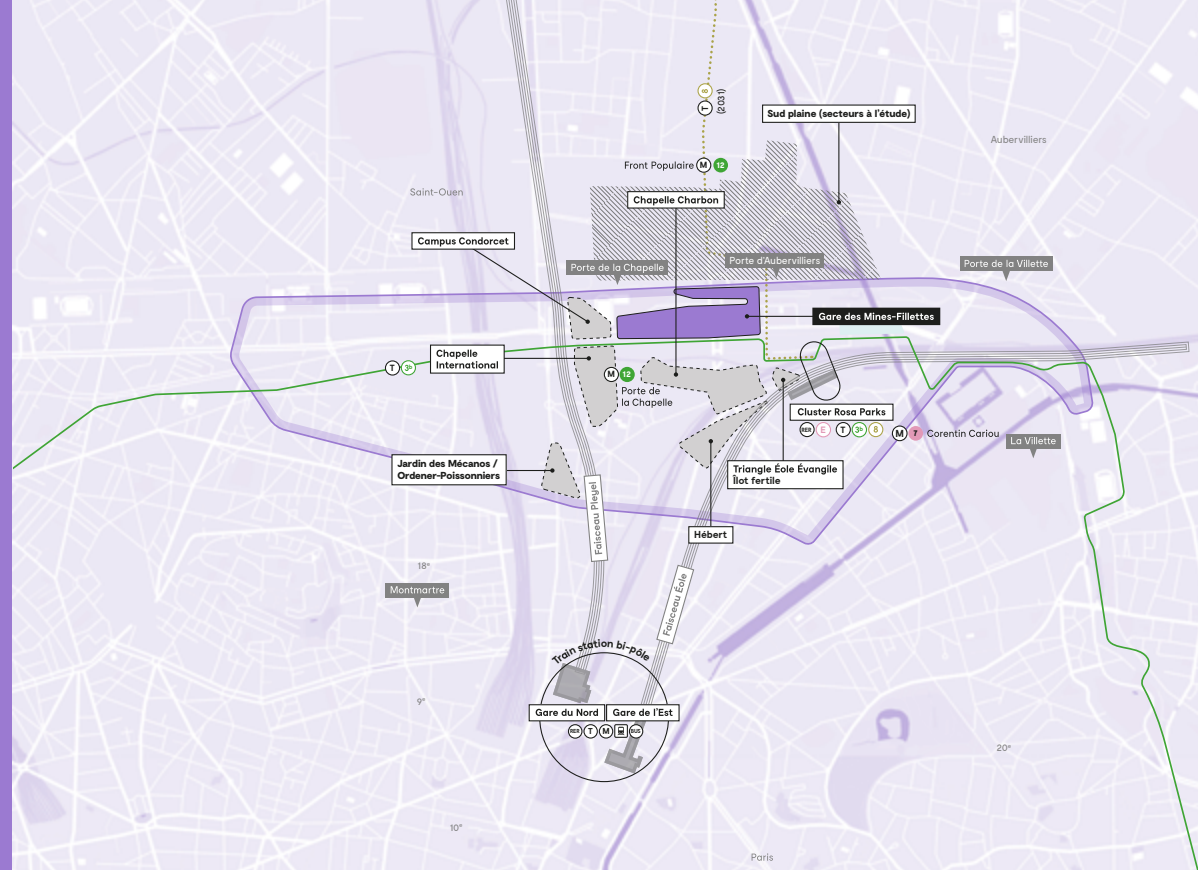 8
T
(2031)
Sud plaine (secteurs à l'étude)
Aubervilliers
Front Populaire M 12
Saint-Ouen
Chapelle Charbon
Campus Condorcet
Porte de la Chapelle
Porte d'Aubervilliers
Porte de la Villette
Gare des Mines-Fillettes
Chapelle
International
T 3b
M 12
Porte de
la Chapelle
Cluster Rosa Parks
RER E T 3b 8
M 7 Corentin Cariou
La Villette
Jardin des Mécanos /
Ordener-Poissonniers
Triangle Éole Évangile
Îlot fertile
Faisceau Pleyel
Hébert
18e
Montmartre
Faisceau Éole
Train station bi-pôle
9e
Gare du Nord
Gare de l'Est
RER T M BUS
20e
10e
Paris